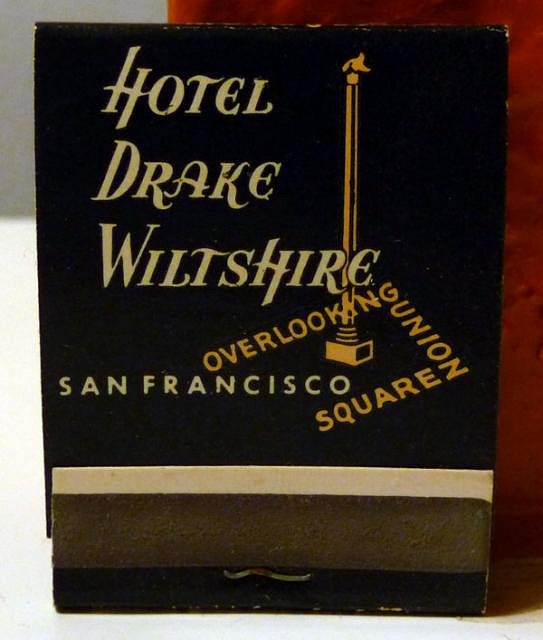 HOTEL
DRAKE
WILTSHIRE
OVERLOOKING
UNION
SQUARE
SAN FRANCISCO